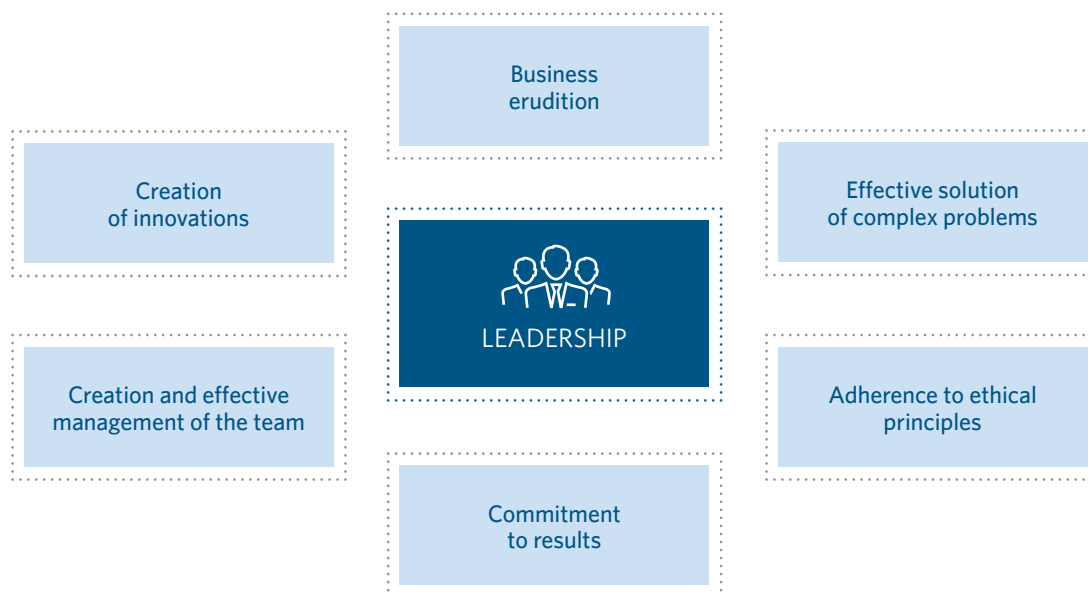 Business
erudition
Creation
of innovations
Effective solution
of complex problems
LEADERSHIP
Creation and effective
management of the team
Adherence to ethical
principles
Commitment
to results